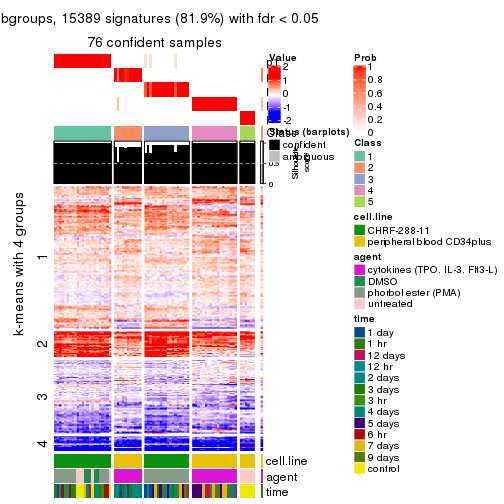 bgroups, 15389 signatures (81.9%) with fdr < 0.05
76 confident samples
Value
2
1
0
-1
-2
Status (barplots)
confident
ambiguous
0.5
0
Silhouette
score
k-means with 4 groups
1
2
3
4
cell.line
agent
time
Prob
1
0.8
0.6
0.4
0.2
0
Class
1
2
3
4
5
cell.line
CHRF-288-11
peripheral blood CD34plus
agent
cytokines (TPO. IL-3. Flt3-L)
DMSO
phorbol ester (PMA)
untreated
time
1 day
1 hr
12 days
12 hr
2 days
3 days
3 hr
4 days
5 days
6 hr
7 days
9 days
control